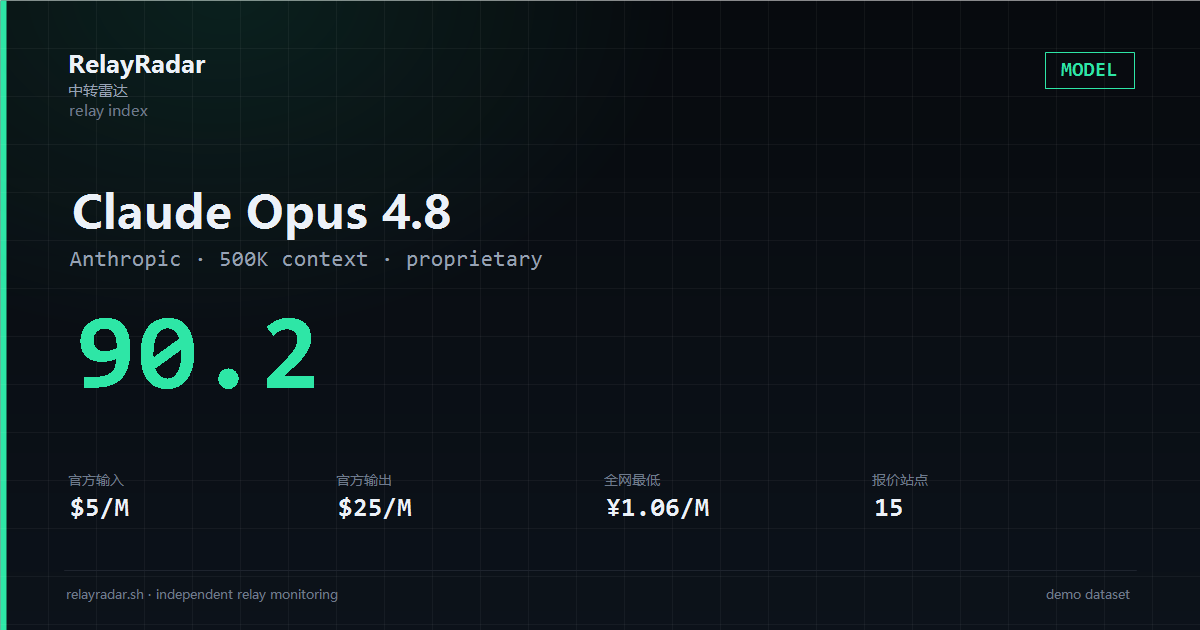 RelayRadar
中转雷达
relay index
MODEL
Claude Opus 4.8
Anthropic · 500K context · proprietary
90.2
官方输入
$5/M
官方输出
$25/M
全网最低
¥1.06/M
报价站点
15
relayradar.sh · independent relay monitoring
demo dataset